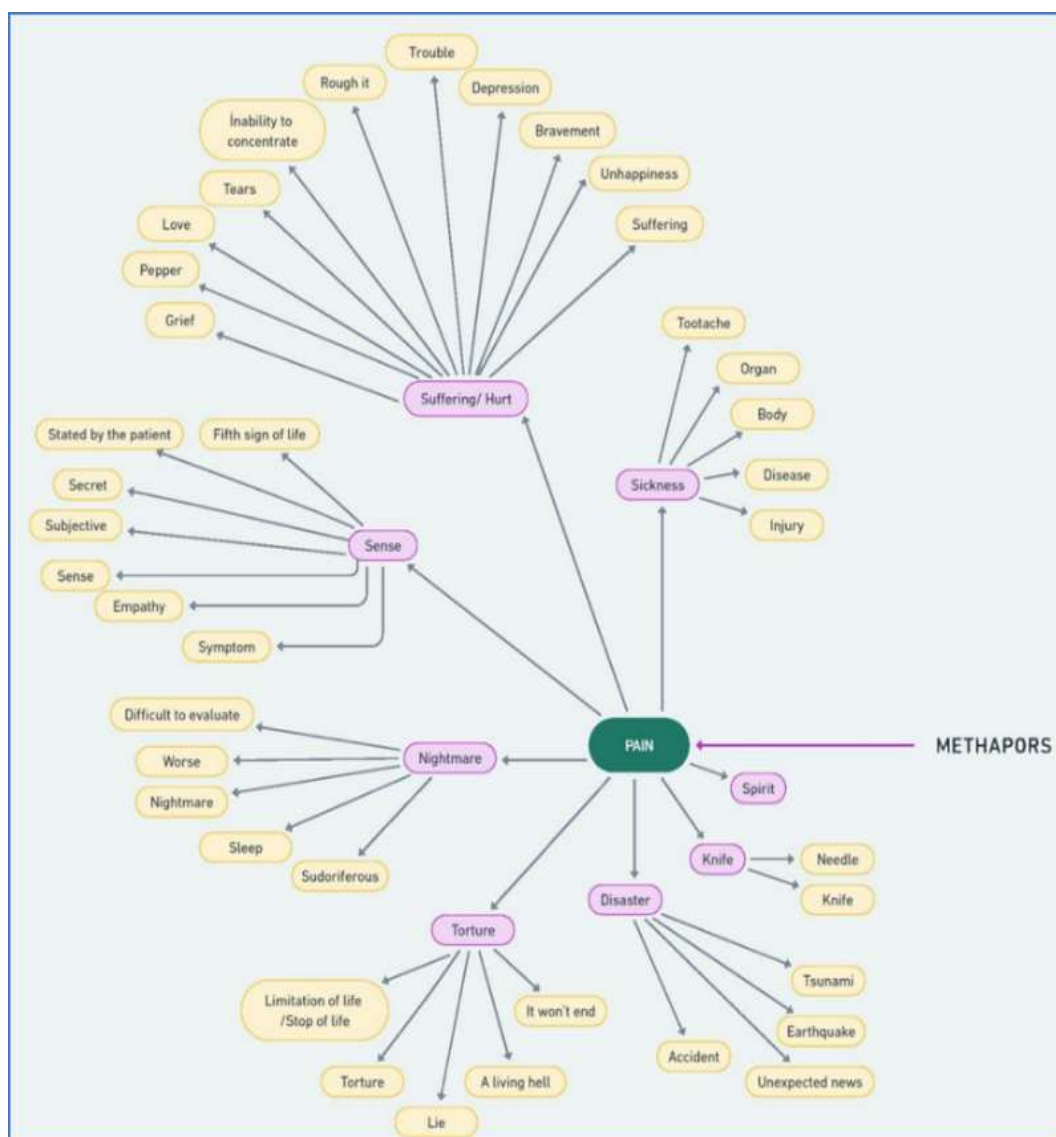 Trouble
Rough it
Depression
İnability to
concentrate
Bravement
Tears
Unhappiness
Love
Suffering
Pepper
Grief
Suffering/ Hurt
Tootache
Organ
Body
Sickness
Disease
Injury
Stated by the patient
Fifth sign of life
Secret
Subjective
Sense
Sense
Empathy
Symptom
Difficult to evaluate
Worse
Nightmare
Nightmare
Sleep
Sudoriferous
PAIN
METHAPORS
Spirit
Knife
Needle
Knife
Disaster
Tsunami
Earthquake
Accident
Unexpected news
Torture
Limitation of life
/Stop of life
It won't end
Torture
A living hell
Lie